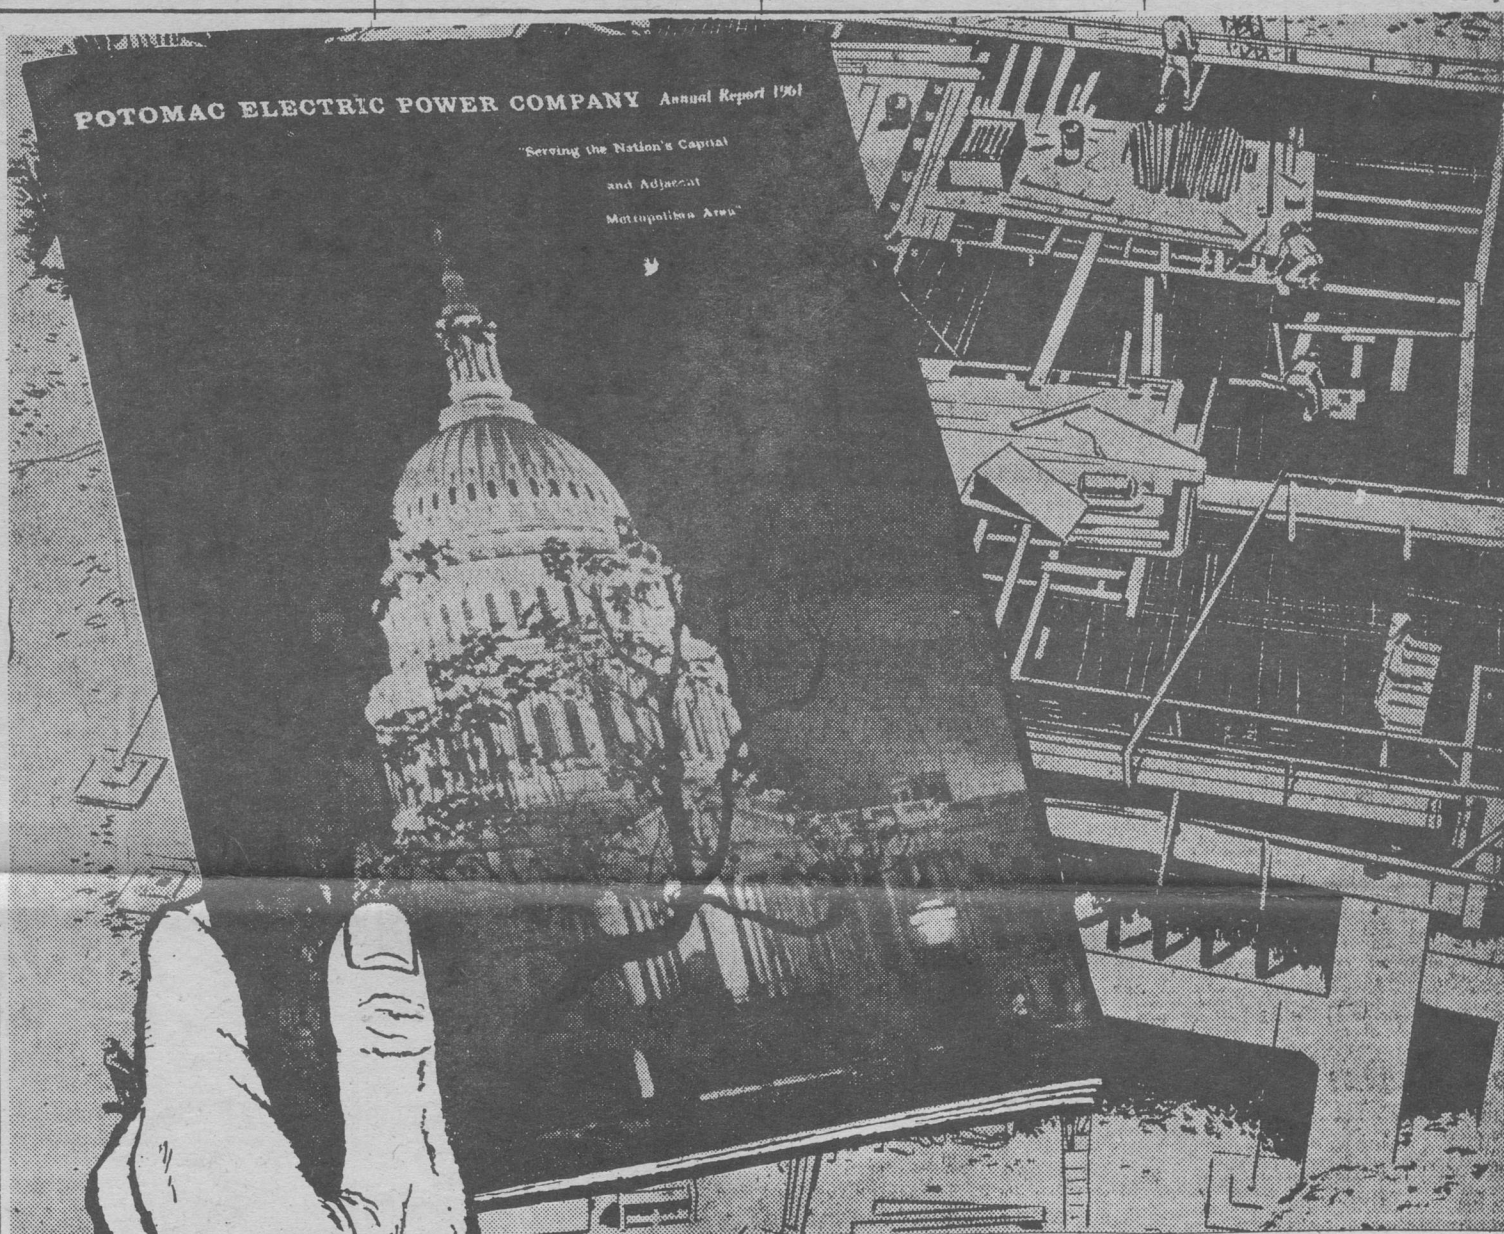 POTOMAC ELECTRIC POWER COMPANY Annual Report 1961
"Serving the Nation's Capital
and Adjacent
Metropolitan Area"